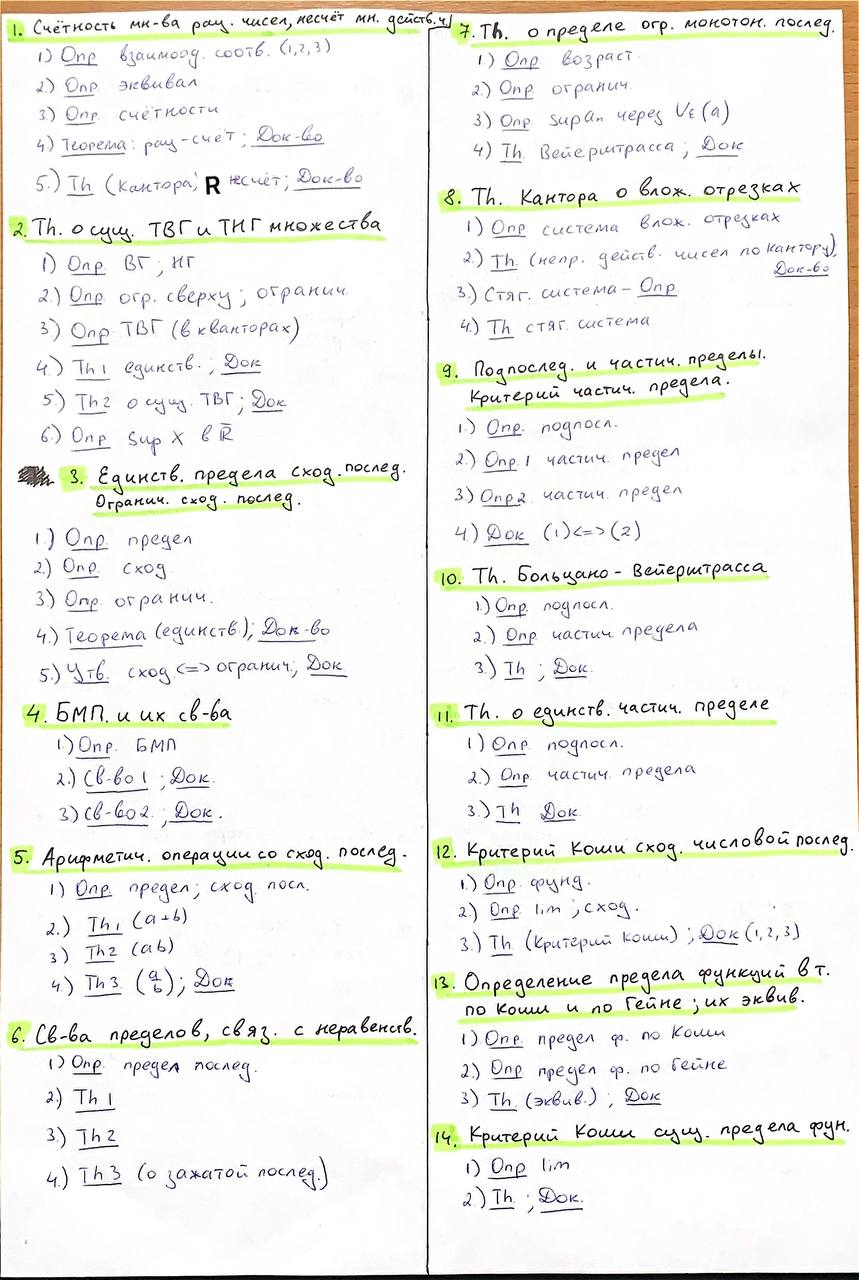 1. Счётность мн-ва рац. чисел, несчёт мн. действ. ч.
1) Опр взаимоод. соотв. (1,2,3)
2.) Опр эквивал
3) Опр счётности
4) Теорема: рац-счёт; Док-во
5.) Th (Кантора) R несчёт; Док-во
2. Th. о сущ. ТВГ и ТНГ множества
1) Опр ВГ; НГ
2.) Опр огр. сверху; огранич.
3) Опр ТВГ (в кванторах)
4.) Th1 единств.; Док
5.) Th2 о сущ. ТВГ; Док
6.) Опр Sup X в R̅
3. Единств. предела сход. послед.
Огранич. сход. послед.
1.) Опр. предел
2.) Опр. сход.
3) Опр. огранич.
4.) Теорема (единств.); Док-во
5.) Утв. сход. <=> огранич.; Док
4. БМП. и их св-ва
1.) Опр. БМП
2.) Св-во 1; Док.
3) Св-во 2.; Док.
5. Арифметич. операции со сход. послед.
1) Опр. предел; сход. посл.
2.) Th1 (a+b)
3) Th2 (ab)
4.) Th3 (a/b); Док
6. Св-ва пределов, связ. с неравенств.
1) Опр. предел послед.
2) Th 1
3.) Th 2
4.) Th 3 (о зажатой послед.)
7. Th. о пределе огр. монотон. послед.
1) Опр возраст.
2.) Опр огранич.
3) Опр supan через Uε(a)
4) Th. Вейерштрасса; Док
8. Th. Кантора о влож. отрезках
1) Опр система влож. отрезках
2.) Th (непр. действ. чисел по Кантору).
Док-во
3.) Стяг. система - Опр
4.) Th стяг. система
9. Подпослед. и частич. пределы.
Критерий частич. предела.
1.) Опр. подпосл.
2.) Опр 1 частич. предел
3) Опр2. частич. предел
4) Док (1)<=>(2)
10. Th. Больцано - Вейерштрасса
1.) Опр. подпосл.
2.) Опр частич предела
3.) Th ; Док.
11. Th. о единств. частич. пределе
1) Опр. подпосл.
2.) Опр частич. предела
3.) Th Док.
12. Критерий Коши сход. числовой послед.
1.) Опр. фунд.
2) Опр lim; сход.
3.) Th. (Критерий Коши); Док (1,2,3)
13. Определение предела функций в т.
по Коши и по Гейне; их эквив.
1) Опр. предел ф. по Коши
2) Опр предел ф. по Гейне
3) Th. (эквив.); Док
14. Критерий Коши сущ. предела фун.
1) Опр lim
2.) Th. ; Док.